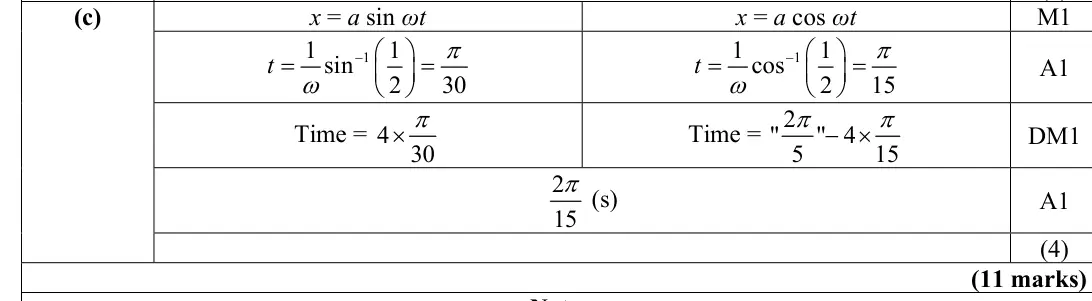 (c) x = a sin ωt x = a cos ωt M1
t = 1/ω sin⁻¹(1/2) = π/30 t = 1/ω cos⁻¹(1/2) = π/15 A1
Time = 4 × π/30 Time = "2π/5" – 4 × π/15 DM1
2π/15 (s) A1
(4)
(11 marks)